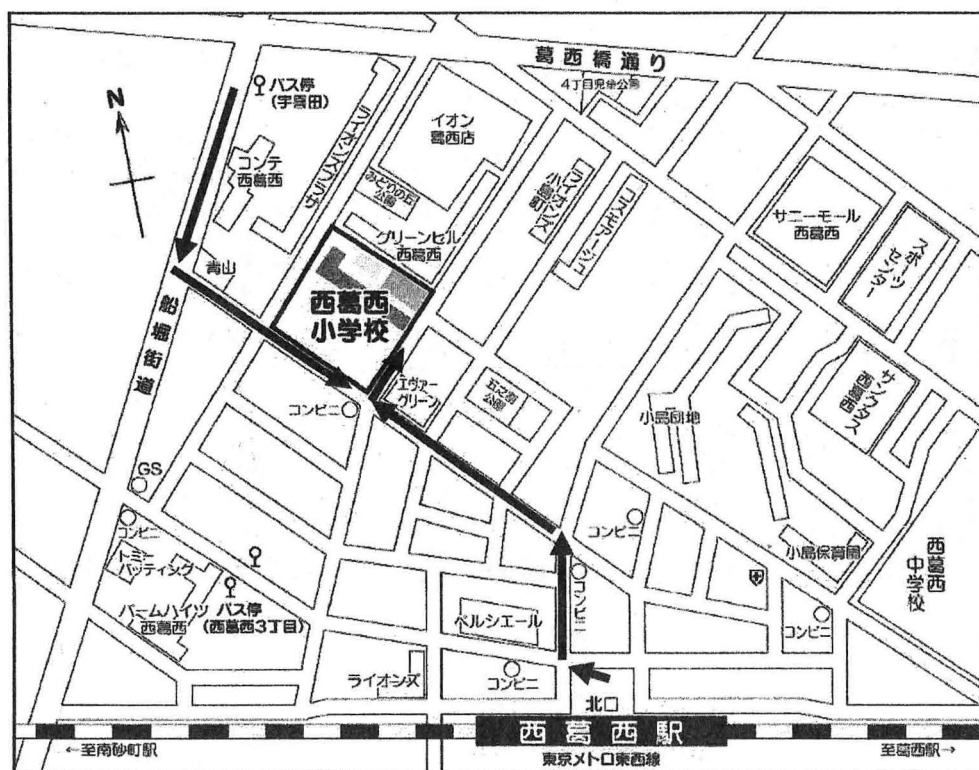 葛西橋通り
4丁目児童公園
バス停
(宇喜田)
N
ライオンズプラザ
イオン
葛西店
コンテ
西葛西
みどりの丘
公園
ライオンズ
小島町
コスモアージュ
グリーンヒル
西葛西
サニーモール
西葛西
スポーツ
センター
青山
西葛西
小学校
船堀街道
エヴァー
グリーン
五之割
公園
サンクタス
西葛西
コンビニ
小島団地
GS
コンビニ
コンビニ
トミー
バッティング
小島保育園
西葛西
中学校
パームハイツ
西葛西
バス停
(西葛西3丁目)
ベルシエール
コンビニ
コンビニ
ライオンズ
コンビニ
北口
西葛西駅
←至南砂町駅
東京メトロ東西線
至葛西駅→